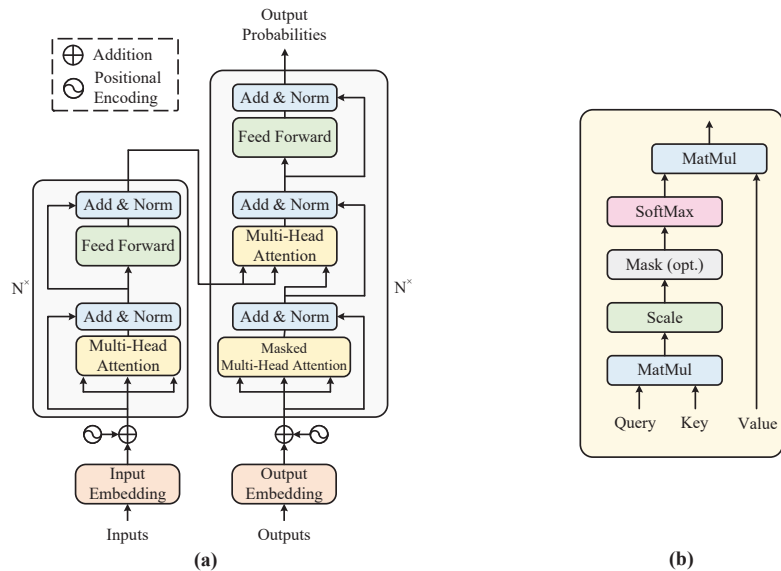 Output
Probabilities
Addition
Positional
Encoding
Add & Norm
Feed Forward
Add & Norm
Multi-Head
Attention
N×
Add & Norm
Masked
Multi-Head Attention
Add & Norm
Feed Forward
N×
Add & Norm
Multi-Head
Attention
Input
Embedding
Inputs
Output
Embedding
Outputs
(a)
MatMul
SoftMax
Mask (opt.)
Scale
MatMul
Query
Key
Value
(b)